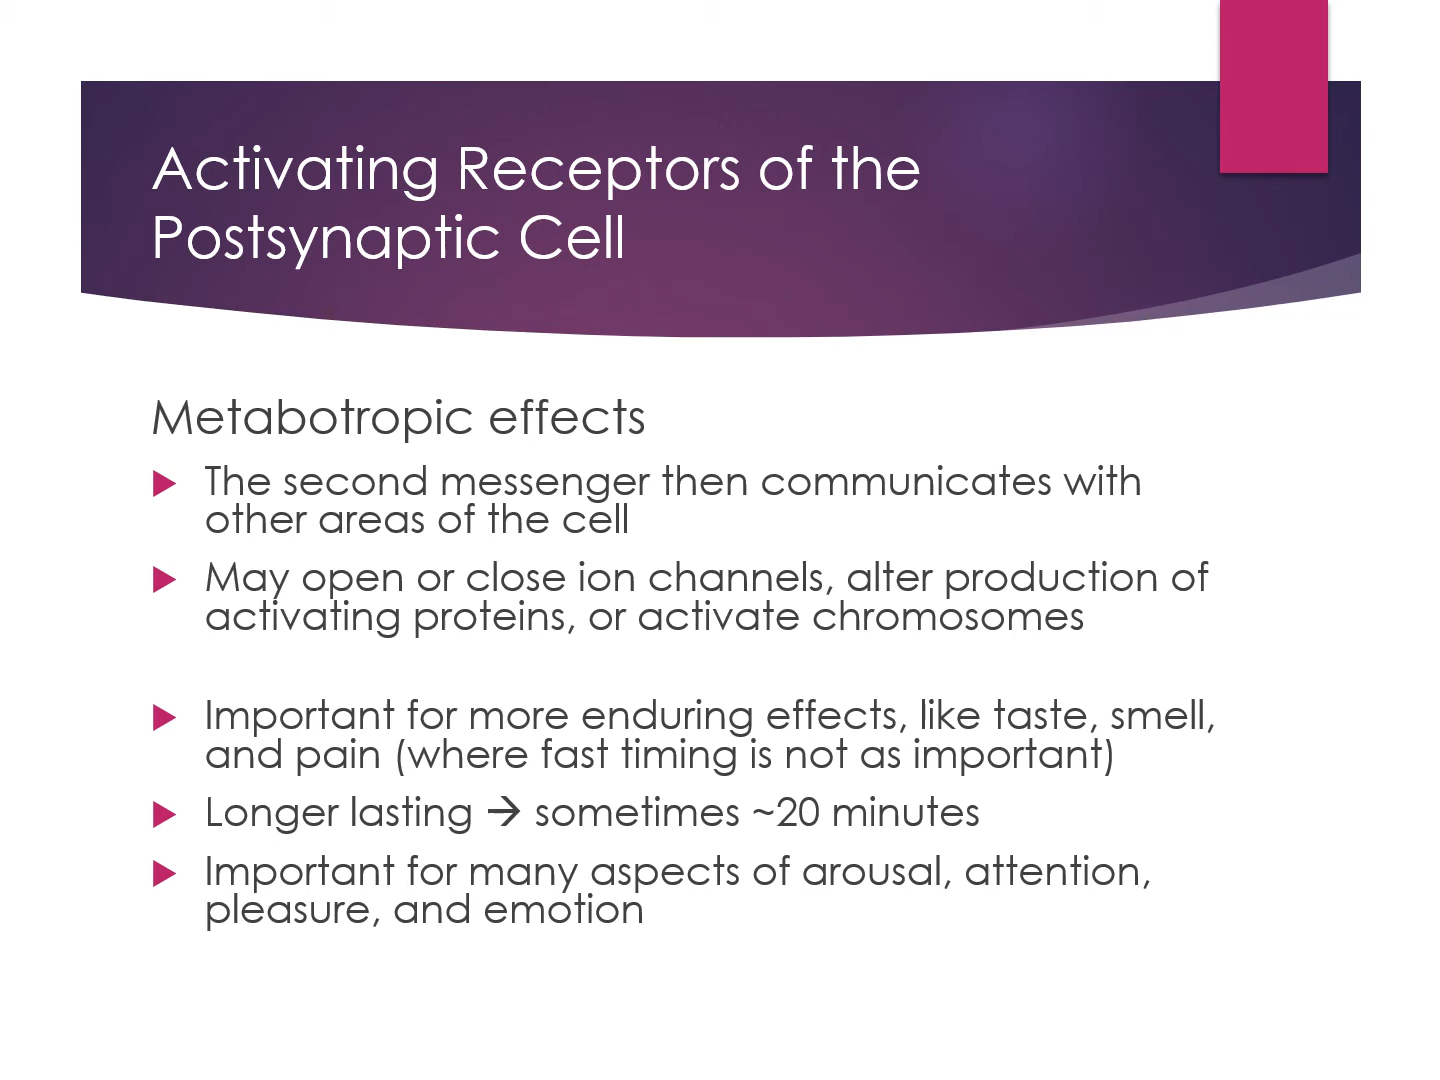 Activating Receptors of the
Postsynaptic Cell
Metabotropic effects
The second messenger then communicates with
other areas of the cell
May open or close ion channels, alter production of
activating proteins, or activate chromosomes
Important for more enduring effects, like taste, smell,
and pain (where fast timing is not as important)
Longer lasting → sometimes ~20 minutes
Important for many aspects of arousal, attention,
pleasure, and emotion